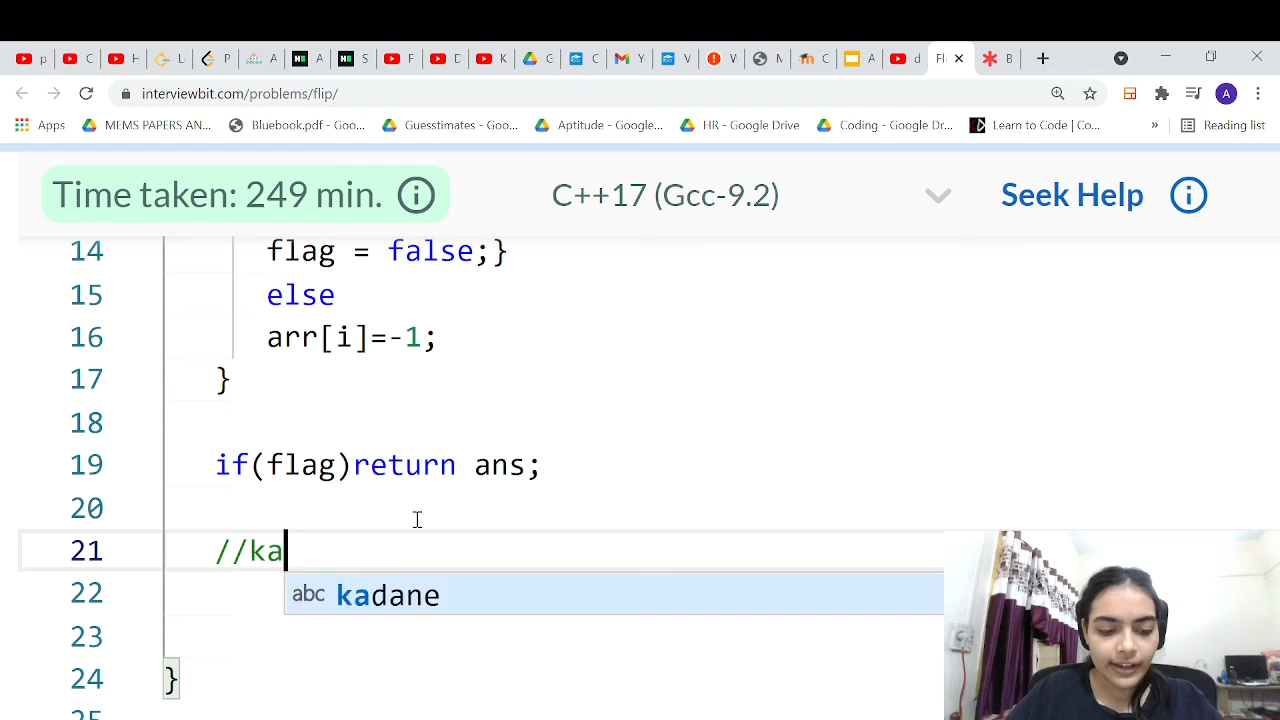 p
C
H
L
P
A
A
S
F
D
K
G
C
Y
V
W
M
C
A
d
Fli
B
interviewbit.com/problems/flip/
A
Apps
MEMS PAPERS AN...
Bluebook.pdf - Goo...
Guesstimates - Goo...
Aptitude - Google...
HR - Google Drive
Coding - Google Dr...
Learn to Code | Co...
»
Reading list
Time taken: 249 min.
C++17 (Gcc-9.2)
Seek Help
14 flag = false;}
15 else
16 arr[i]=-1;
17 }
18
19 if(flag)return ans;
20
21 //ka
abc kadane
22
23
24 }